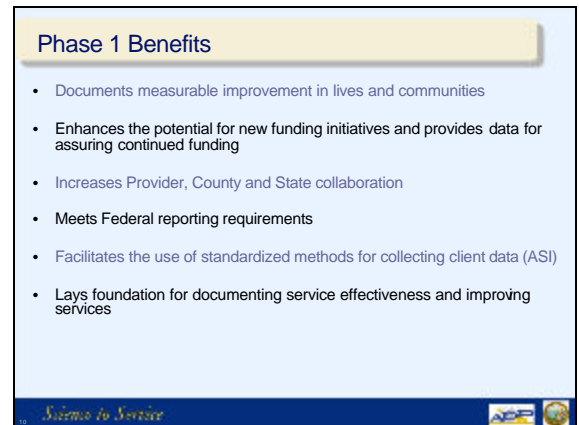 Phase 1 Benefits
• Documents measurable improvement in lives and communities
• Enhances the potential for new funding initiatives and provides data for
assuring continued funding
• Increases Provider, County and State collaboration
• Meets Federal reporting requirements
• Facilitates the use of standardized methods for collecting client data (ASI)
• Lays foundation for documenting service effectiveness and improving
services
10
Science to Service
ADP